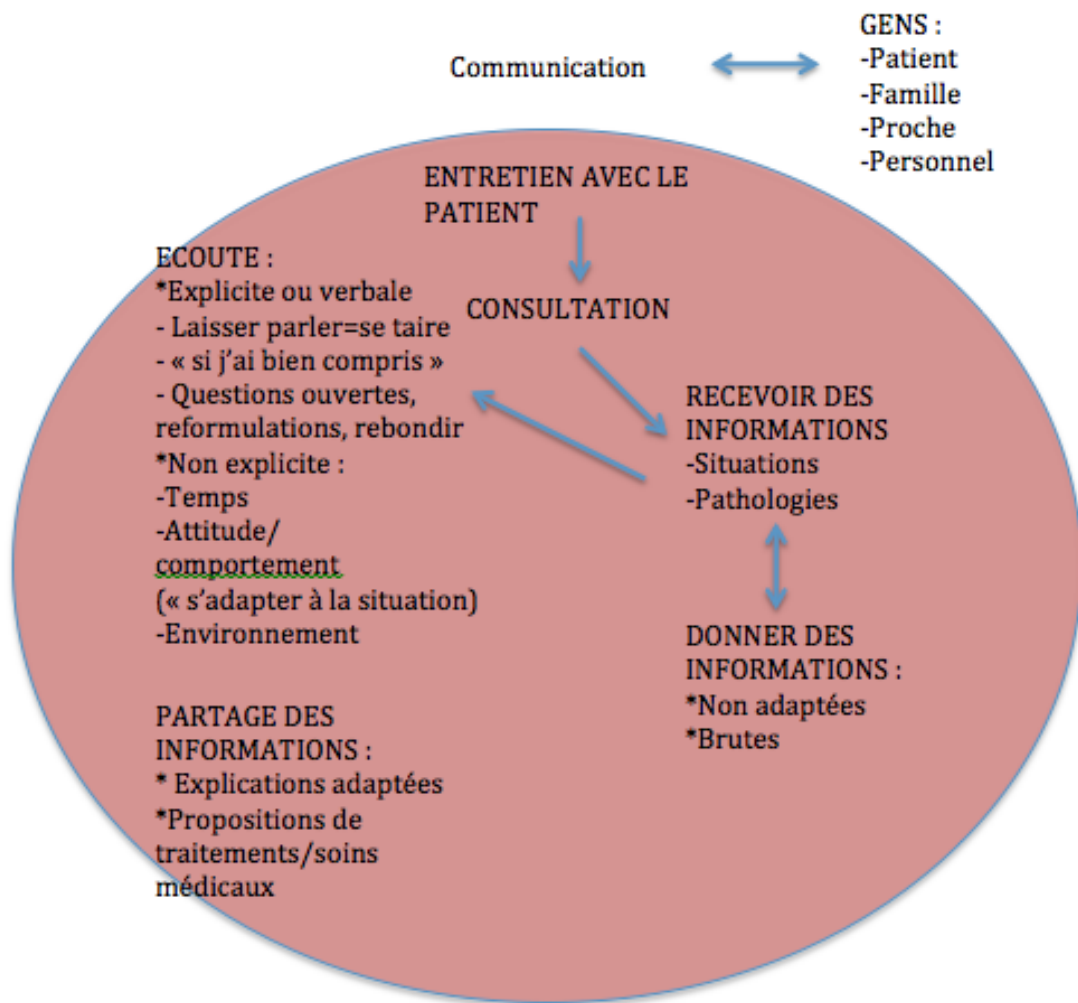 GENS :
-Patient
-Famille
-Proche
-Personnel
Communication
ENTRETIEN AVEC LE
PATIENT
CONSULTATION
ECOUTE :
*Explicite ou verbale
- Laisser parler=se taire
- « si j’ai bien compris »
- Questions ouvertes,
reformulations, rebondir
*Non explicite :
-Temps
-Attitude/
comportement
(« s’adapter à la situation)
-Environnement
RECEVOIR DES
INFORMATIONS
-Situations
-Pathologies
DONNER DES
INFORMATIONS :
*Non adaptées
*Brutes
PARTAGE DES
INFORMATIONS :
* Explications adaptées
*Propositions de
traitements/soins
médicaux